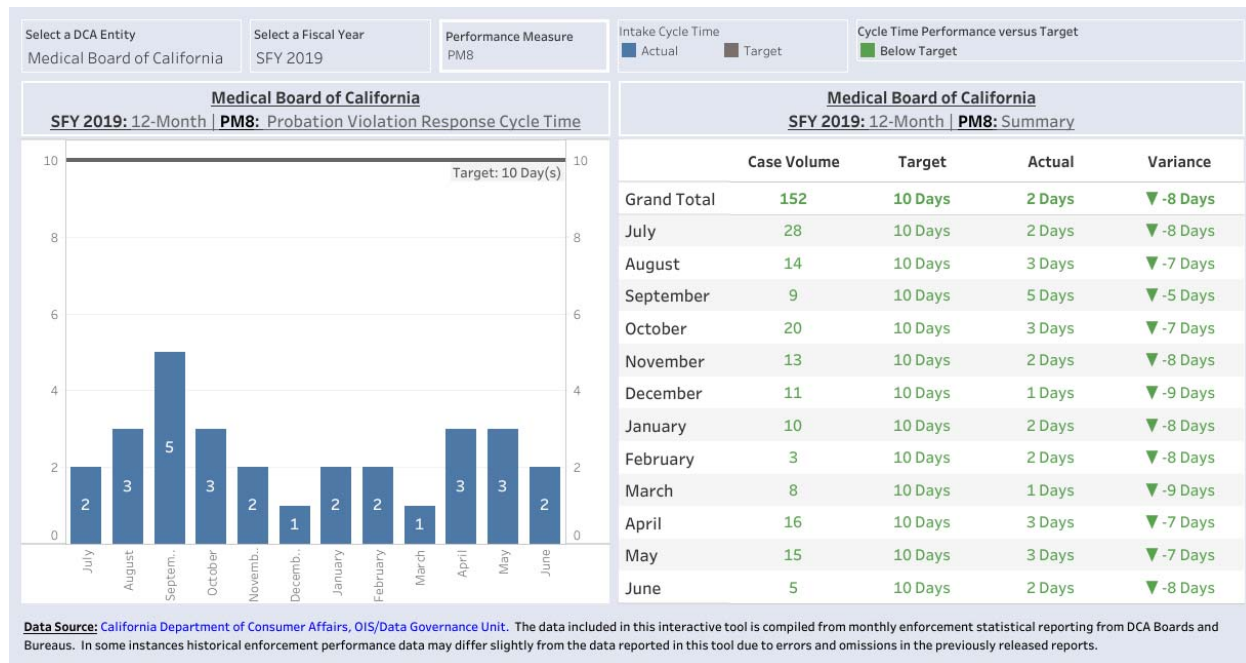 Select a DCA Entity
Medical Board of California
Select a Fiscal Year
SFY 2019
Performance Measure
PM8
Intake Cycle Time
Actual Target
Cycle Time Performance versus Target
Below Target
Medical Board of California
SFY 2019: 12-Month | PM8: Probation Violation Response Cycle Time
10 10
Target: 10 Day(s)
8 8
6 6
4 4
2 2
0 0
2 3 5 3 2 1 2 2 1 3 3 2
July
August
Septem..
October
Novemb..
Decemb..
January
February
March
April
May
June
Medical Board of California
SFY 2019: 12-Month | PM8: Summary
Case Volume Target Actual Variance
Grand Total 152 10 Days 2 Days ▼ -8 Days
July 28 10 Days 2 Days ▼ -8 Days
August 14 10 Days 3 Days ▼ -7 Days
September 9 10 Days 5 Days ▼ -5 Days
October 20 10 Days 3 Days ▼ -7 Days
November 13 10 Days 2 Days ▼ -8 Days
December 11 10 Days 1 Days ▼ -9 Days
January 10 10 Days 2 Days ▼ -8 Days
February 3 10 Days 2 Days ▼ -8 Days
March 8 10 Days 1 Days ▼ -9 Days
April 16 10 Days 3 Days ▼ -7 Days
May 15 10 Days 3 Days ▼ -7 Days
June 5 10 Days 2 Days ▼ -8 Days
Data Source: California Department of Consumer Affairs, OIS/Data Governance Unit. The data included in this interactive tool is compiled from monthly enforcement statistical reporting from DCA Boards and
Bureaus. In some instances historical enforcement performance data may differ slightly from the data reported in this tool due to errors and omissions in the previously released reports.